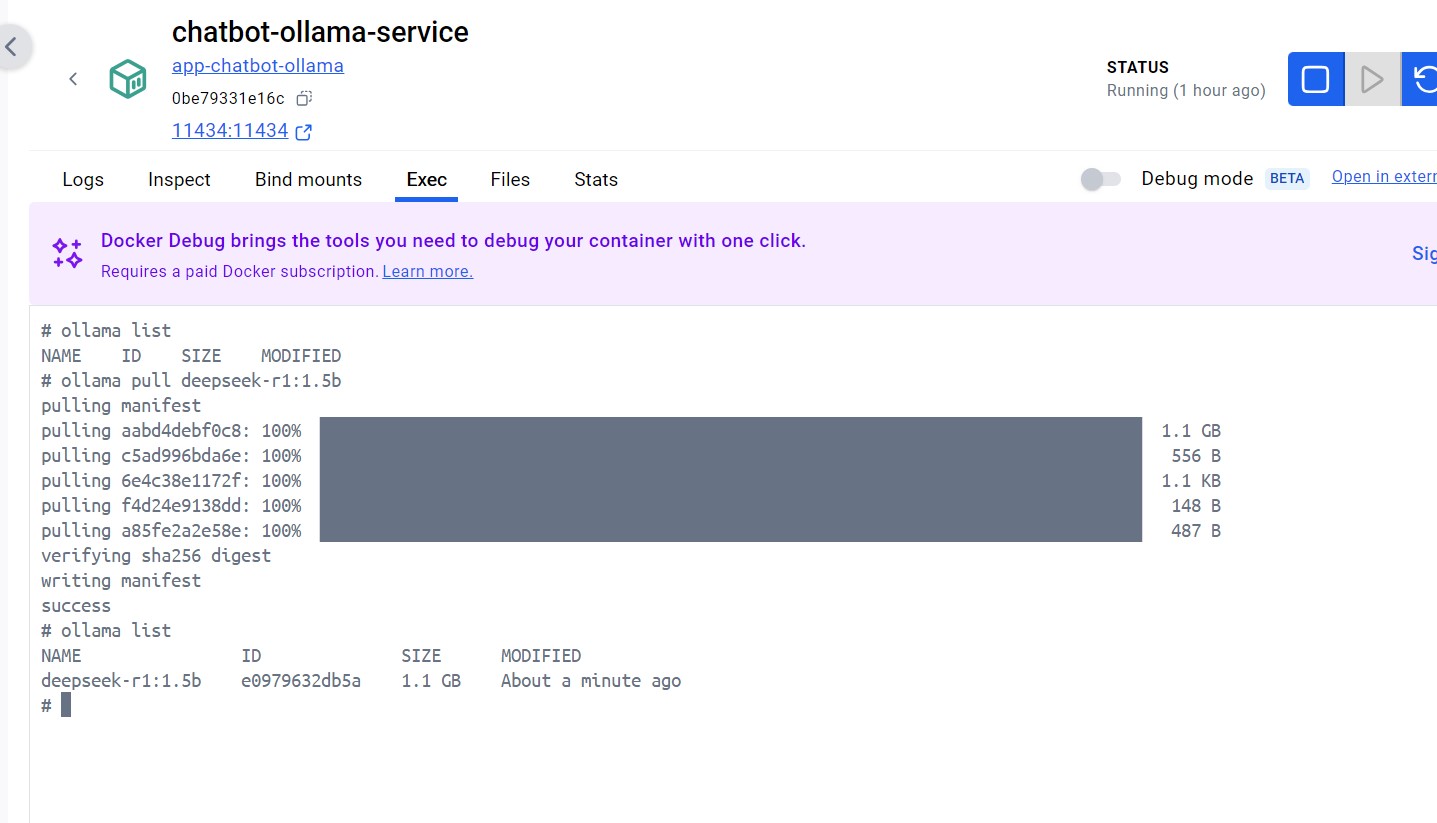 chatbot-ollama-service
app-chatbot-ollama
0be79331e16c
11434:11434
STATUS
Running (1 hour ago)
Logs Inspect Bind mounts Exec Files Stats
Debug mode BETA Open in extern
Docker Debug brings the tools you need to debug your container with one click.
Requires a paid Docker subscription. Learn more.
Sig
# ollama list
NAME ID SIZE MODIFIED
# ollama pull deepseek-r1:1.5b
pulling manifest
pulling aabd4debf0c8: 100% 1.1 GB
pulling c5ad996bda6e: 100% 556 B
pulling 6e4c38e1172f: 100% 1.1 KB
pulling f4d24e9138dd: 100% 148 B
pulling a85fe2a2e58e: 100% 487 B
verifying sha256 digest
writing manifest
success
# ollama list
NAME ID SIZE MODIFIED
deepseek-r1:1.5b e0979632db5a 1.1 GB About a minute ago
#